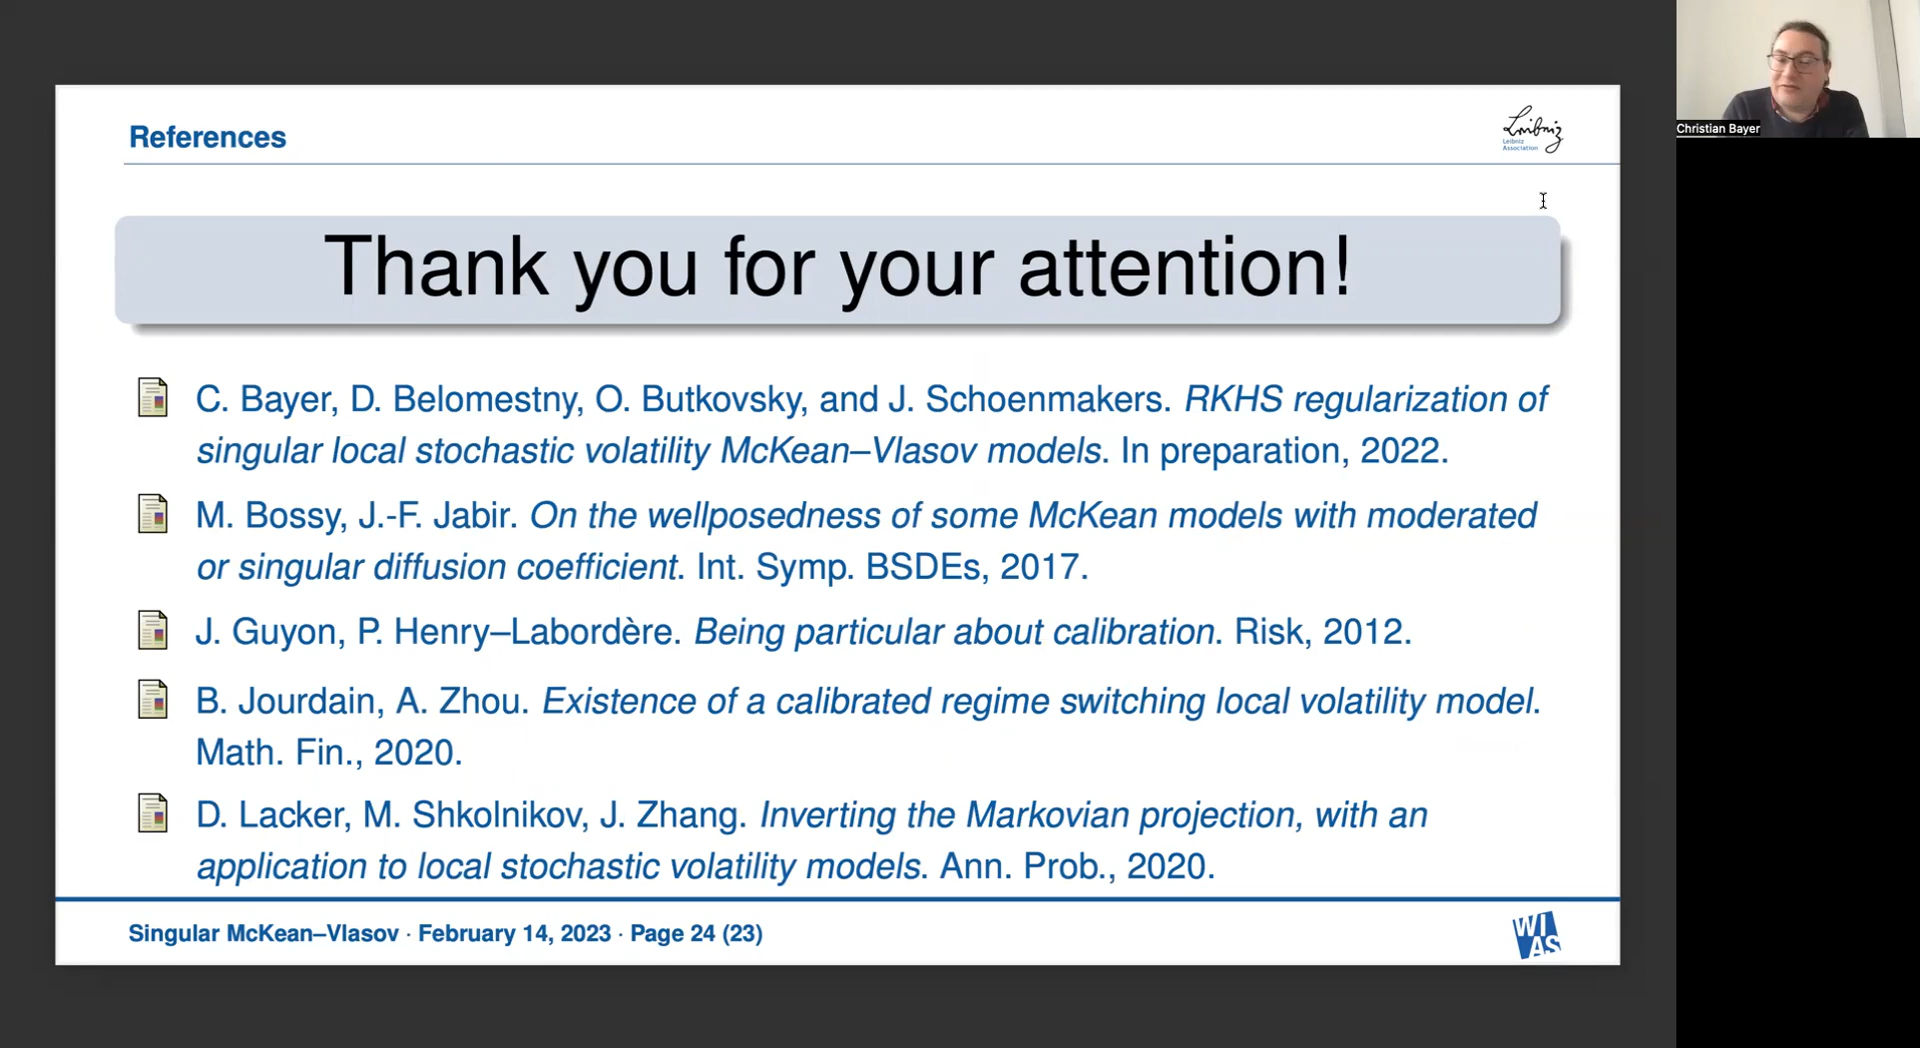 References
Leibniz
Leibniz
Association
Christian Bayer
Thank you for your attention!
C. Bayer, D. Belomestny, O. Butkovsky, and J. Schoenmakers. RKHS regularization of
singular local stochastic volatility McKean–Vlasov models. In preparation, 2022.
M. Bossy, J.-F. Jabir. On the wellposedness of some McKean models with moderated
or singular diffusion coefficient. Int. Symp. BSDEs, 2017.
J. Guyon, P. Henry–Labordère. Being particular about calibration. Risk, 2012.
B. Jourdain, A. Zhou. Existence of a calibrated regime switching local volatility model.
Math. Fin., 2020.
D. Lacker, M. Shkolnikov, J. Zhang. Inverting the Markovian projection, with an
application to local stochastic volatility models. Ann. Prob., 2020.
Singular McKean–Vlasov · February 14, 2023 · Page 24 (23)
WI
AS